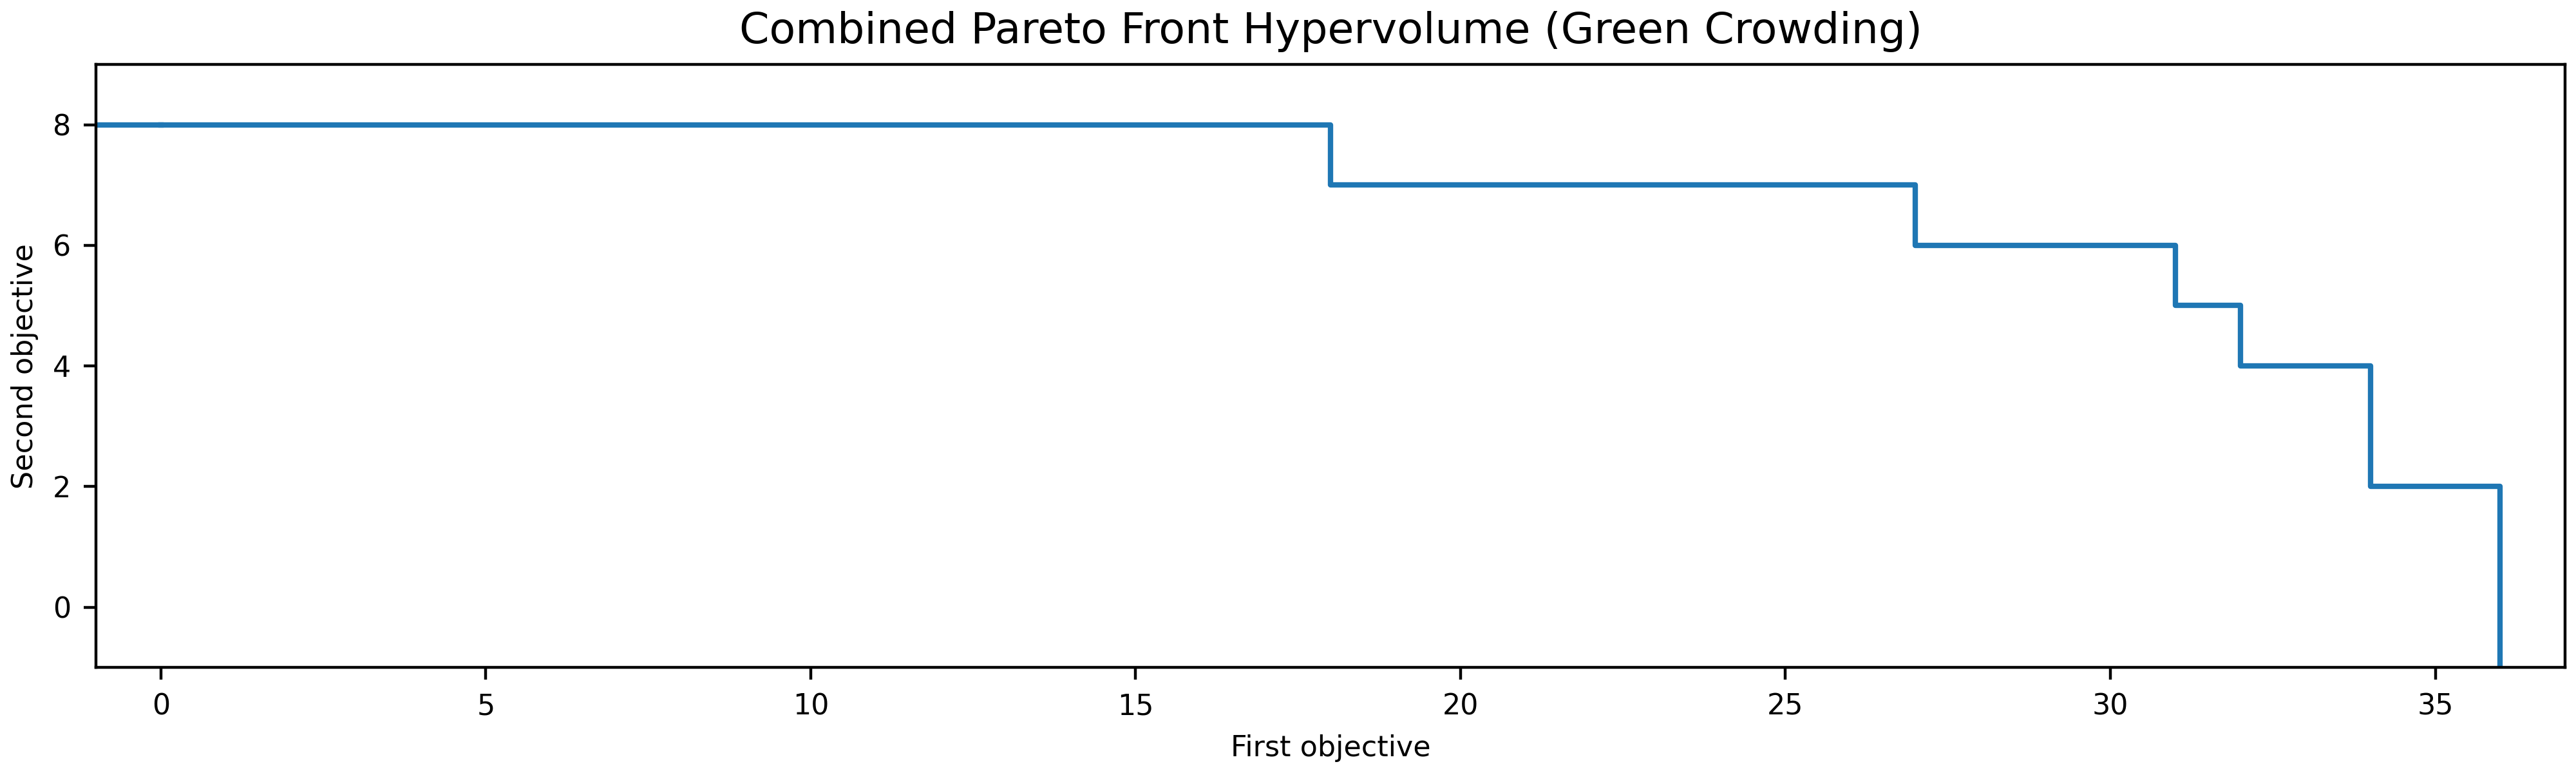 Combined Pareto Front Hypervolume (Green Crowding)
Second objective
8
6
4
2
0
0 5 10 15 20 25 30 35
First objective